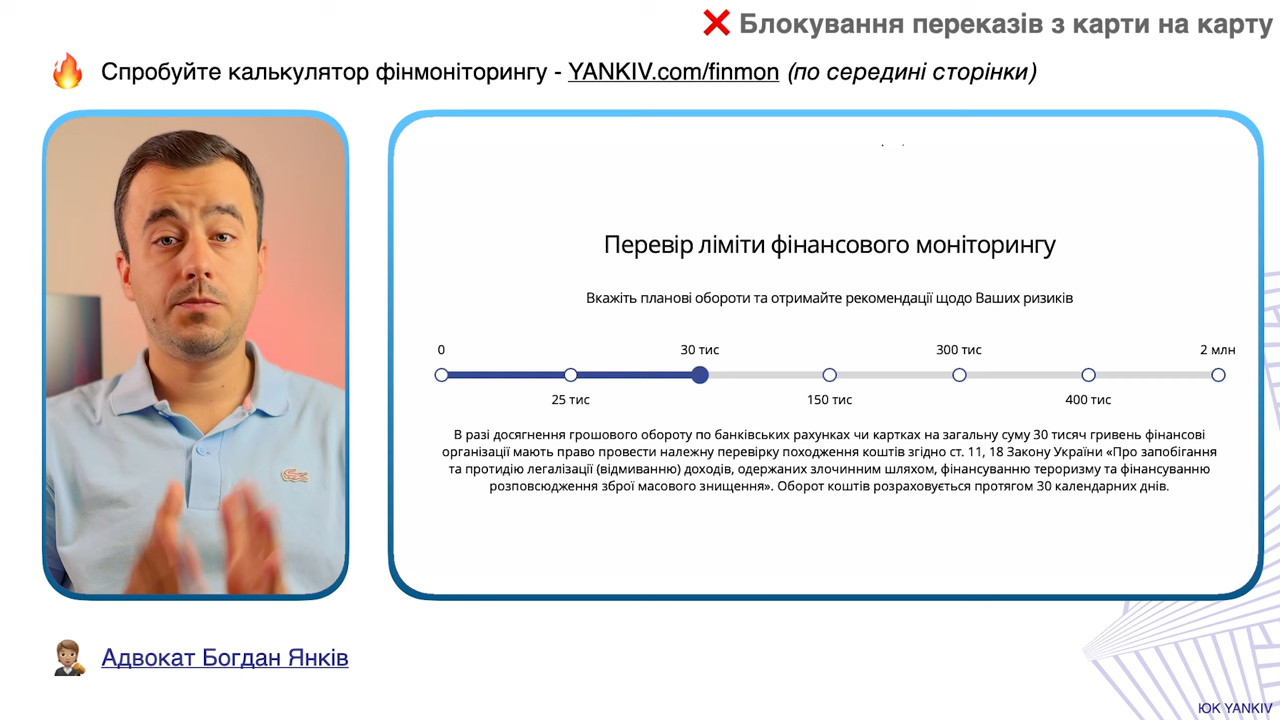 ❌ Блокування переказів з карти на карту
🔥 Спробуйте калькулятор фінмоніторингу - YANKIV.com/finmon (по середині сторінки)
Перевір ліміти фінансового моніторингу
Вкажіть планові обороти та отримайте рекомендації щодо Ваших ризиків
0 30 тис 300 тис 2 млн
25 тис 150 тис 400 тис
В разі досягнення грошового обороту по банківських рахунках чи картках на загальну суму 30 тисяч гривень фінансові
організації мають право провести належну перевірку походження коштів згідно ст. 11, 18 Закону України «Про запобігання
та протидію легалізації (відмиванню) доходів, одержаних злочинним шляхом, фінансуванню тероризму та фінансуванню
розповсюдження зброї масового знищення». Оборот коштів розраховується протягом 30 календарних днів.
Адвокат Богдан Янків
ЮК YANKIV